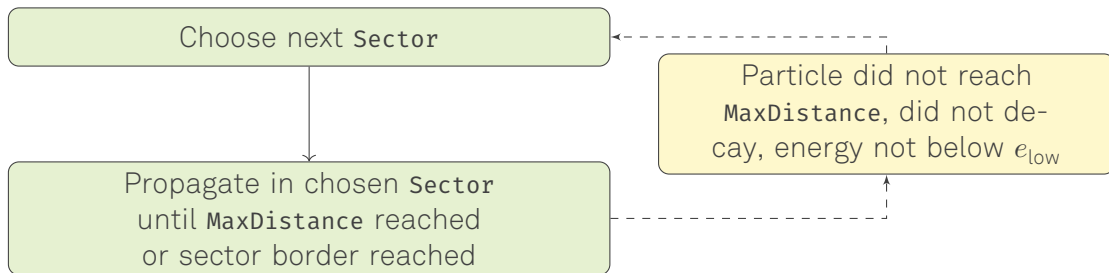 Choose next Sector
Particle did not reach
MaxDistance, did not de-
cay, energy not below e_low
Propagate in chosen Sector
until MaxDistance reached
or sector border reached